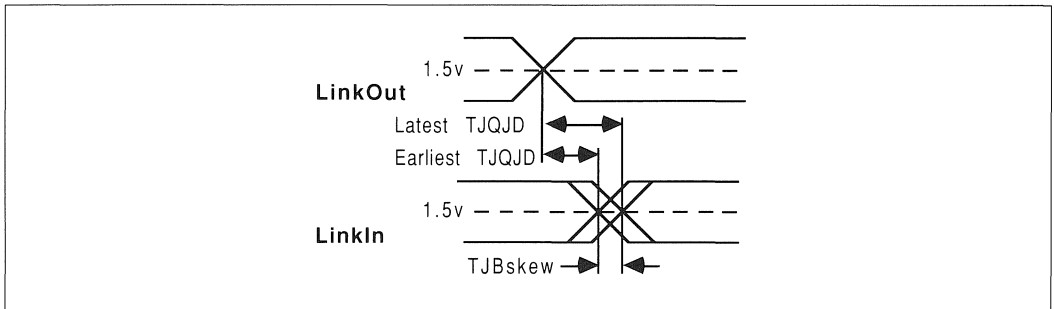 1.5v
LinkOut
Latest TJQJD
Earliest TJQJD
1.5v
LinkIn
TJBskew